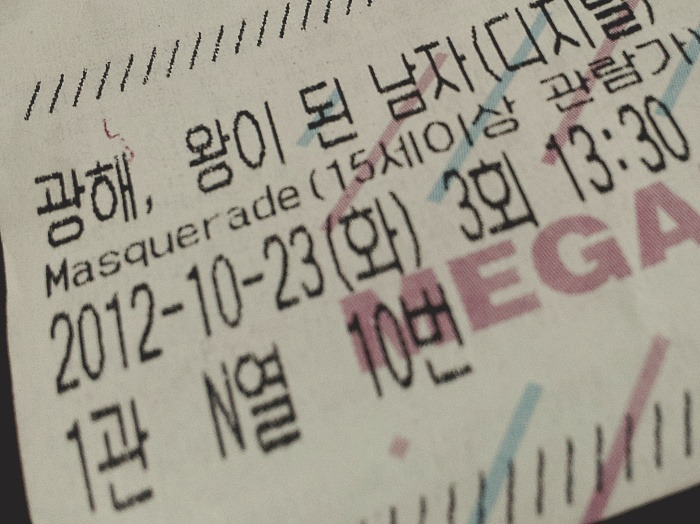 광해, 왕이 된 남자(디지털)
Masquerade(15세이상 관람가)
2012-10-23(화) 3회 13:30
MEGA
1관 N열 10번